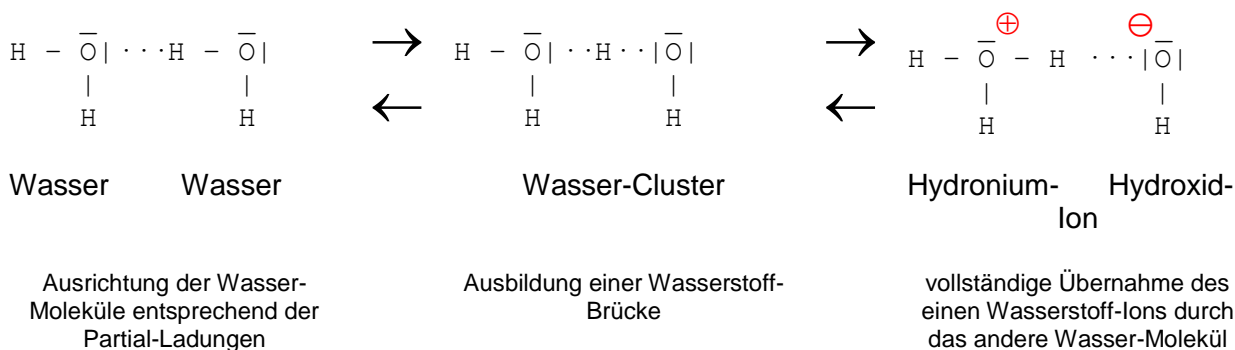 H – O̅| ···H – O̅| → H – O̅| ··H··|O̅| → H – O̅ – H ···|O̅| ⊕ ⊖
| | ← | | ← | |
H H H H H H
Wasser Wasser Wasser-Cluster Hydronium- Hydroxid-
Ion
Ausrichtung der Wasser-
Moleküle entsprechend der
Partial-Ladungen
Ausbildung einer Wasserstoff-
Brücke
vollständige Übernahme des
einen Wasserstoff-Ions durch
das andere Wasser-Molekül